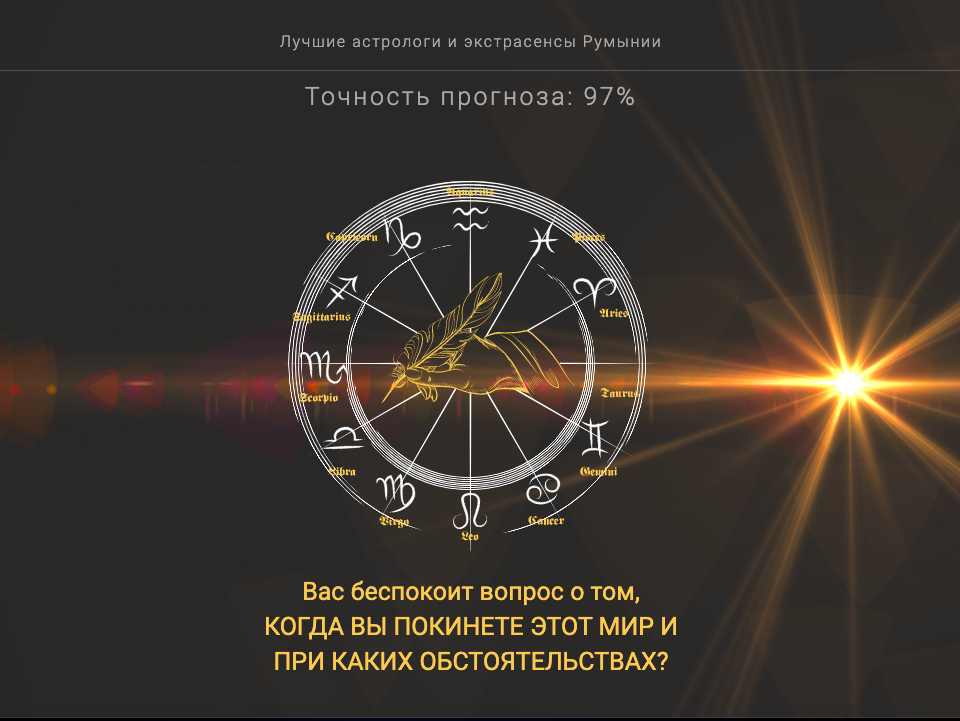 Лучшие астрологи и экстрасенсы Румынии
Точность прогноза: 97%
Aquarius
Capricorn
Pisces
Sagittarius
Aries
Scorpio
Taurus
Libra
Gemini
Virgo
Cancer
Leo
Вас беспокоит вопрос о том,
КОГДА ВЫ ПОКИНЕТЕ ЭТОТ МИР И
ПРИ КАКИХ ОБСТОЯТЕЛЬСТВАХ?